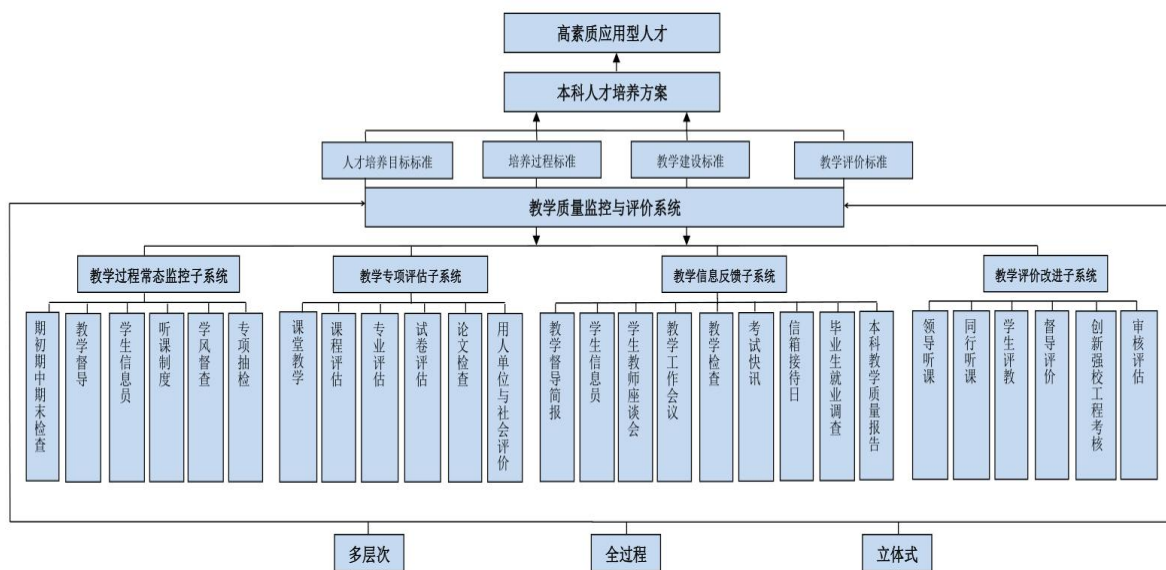 高素质应用型人才
本科人才培养方案
人才培养目标标准
培养过程标准
教学建设标准
教学评价标准
教学质量监控与评价系统
教学过程常态监控子系统
教学专项评估子系统
教学信息反馈子系统
教学评价改进子系统
期初期中期末检查
教学督导
学生信息员
听课制度
学风督查
专项抽检
课堂教学
课程评估
专业评估
试卷评估
论文检查
用人单位与社会评价
教学督导简报
学生信息员
学生教师座谈会
教学工作会议
教学检查
考试快讯
信箱接待日
毕业生就业调查
本科教学质量报告
领导听课
同行听课
学生评教
督导评价
创新强校工程考核
审核评估
多层次
全过程
立体式